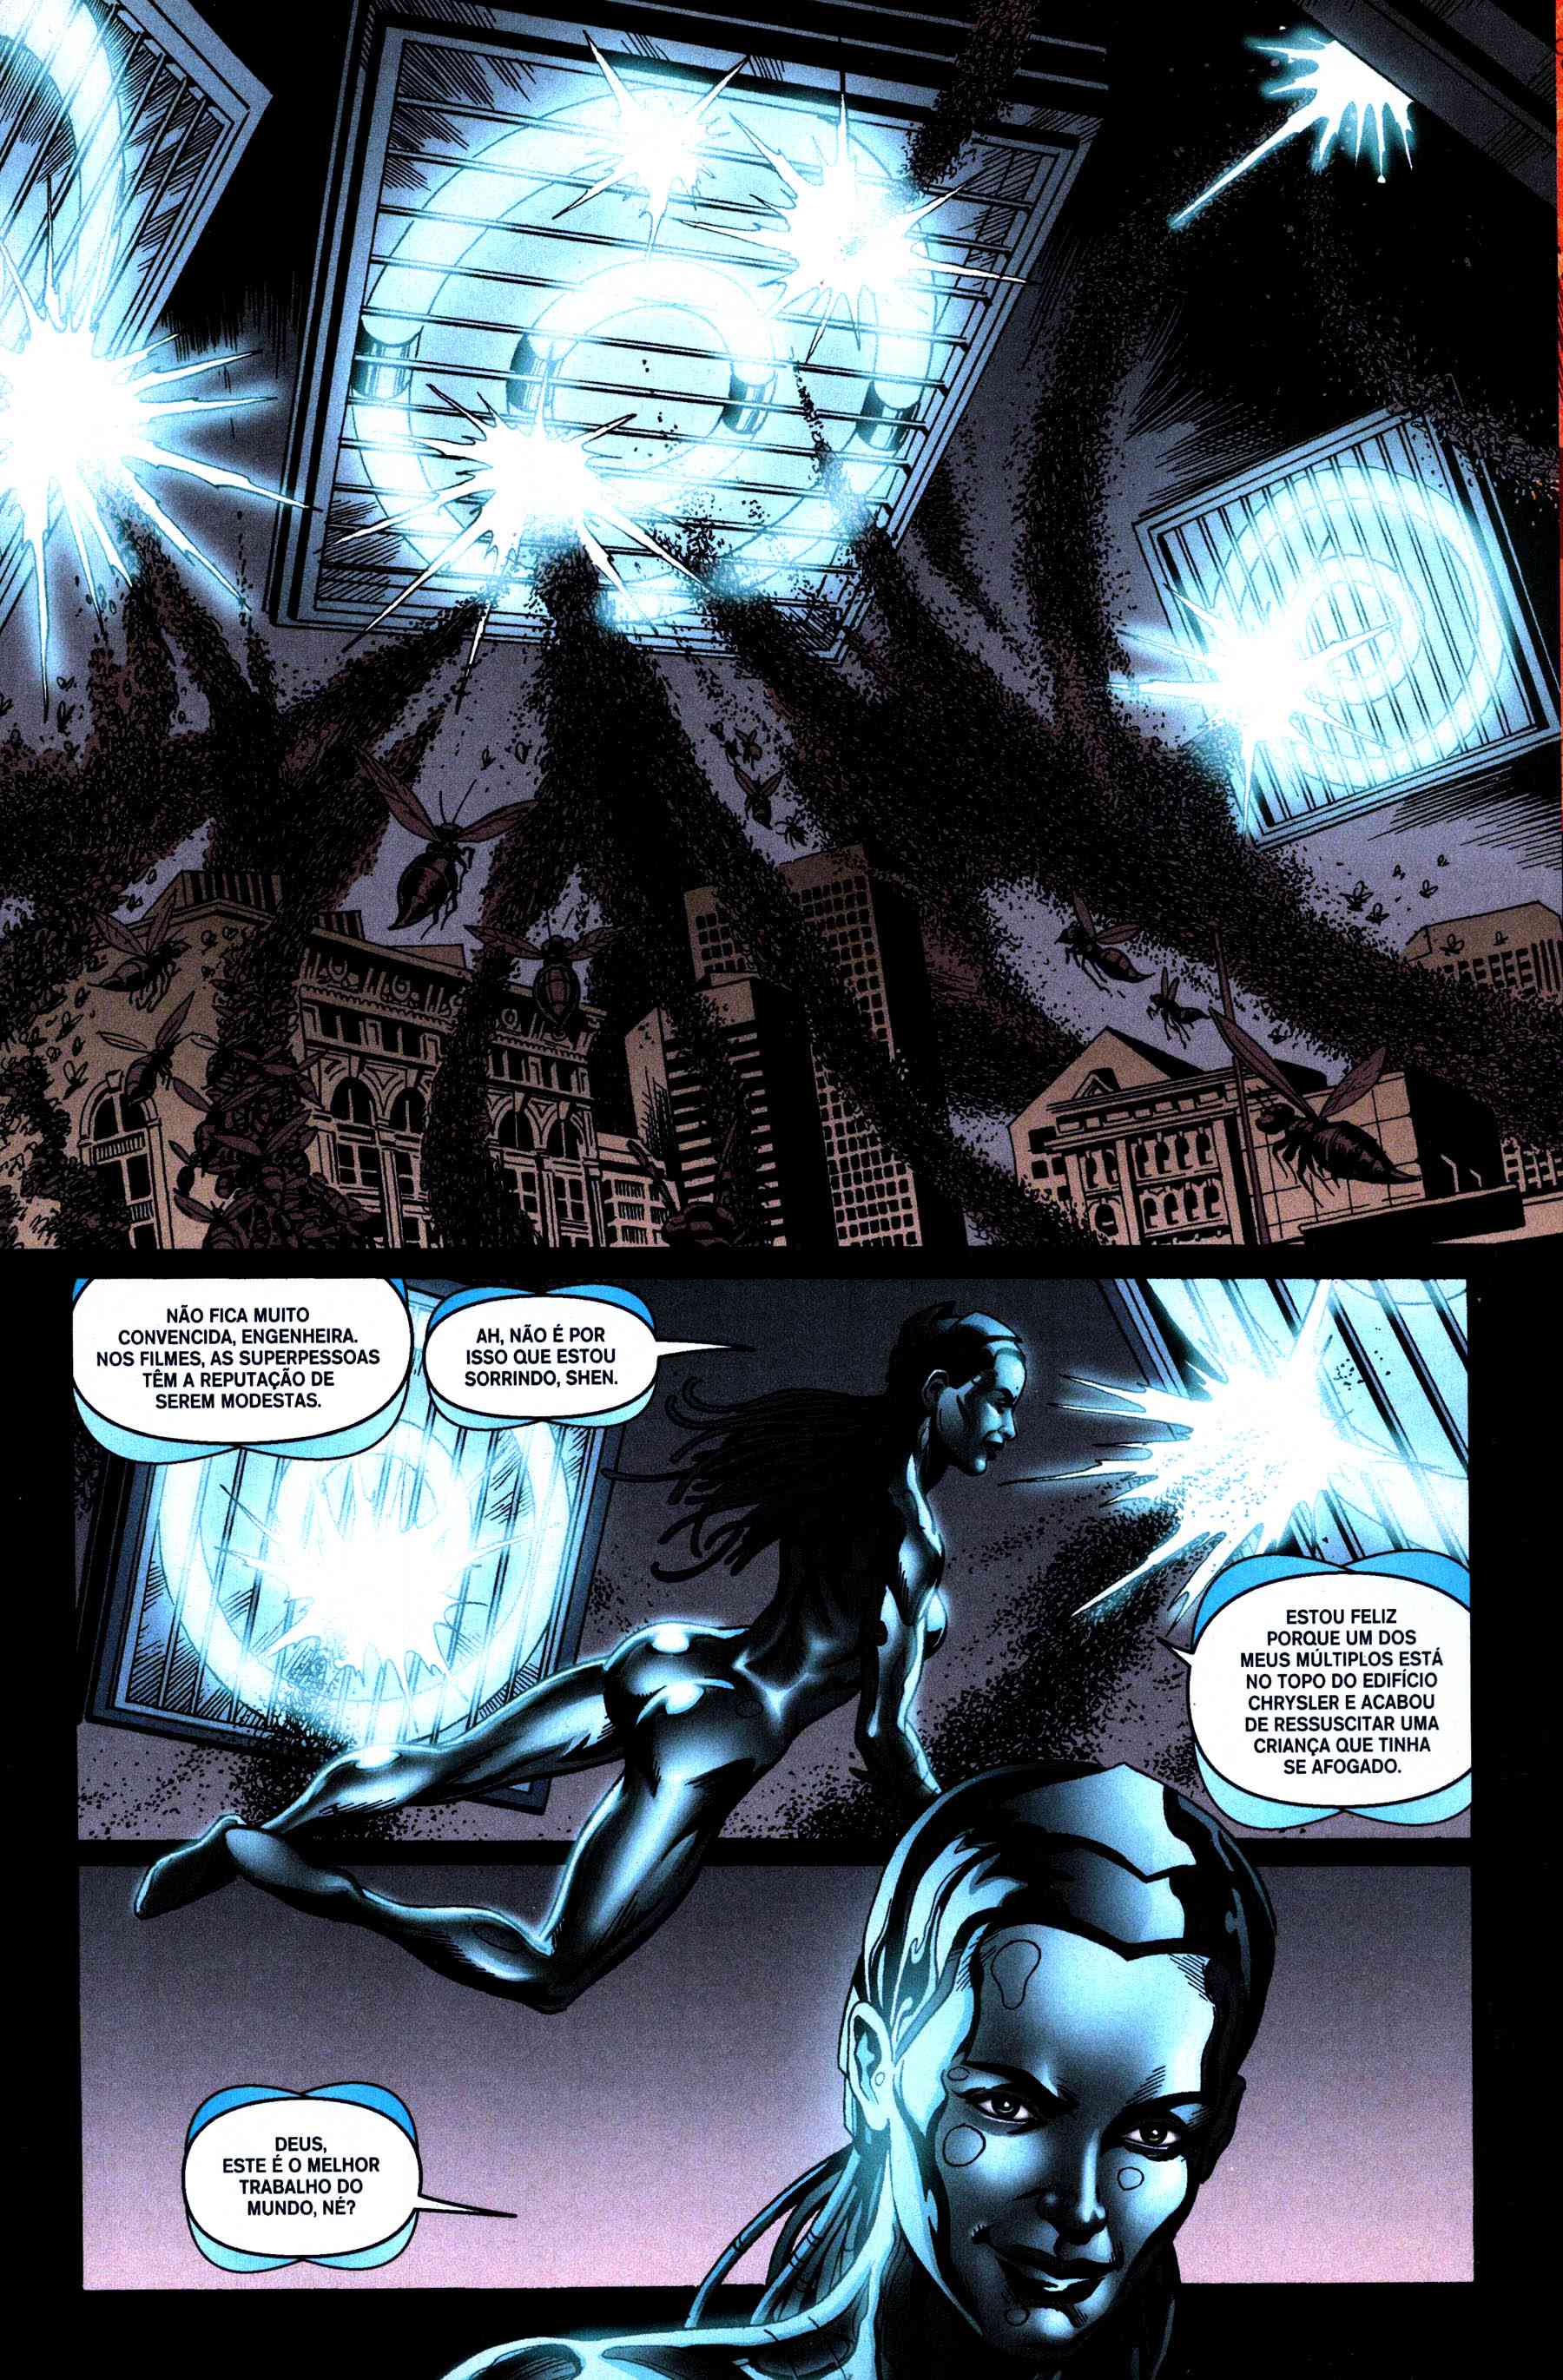 NÃO FICA MUITO
CONVENCIDA, ENGENHEIRA.
NOS FILMES, AS SUPERPESSOAS
TÊM A REPUTAÇÃO DE
SEREM MODESTAS.
AH, NÃO É POR
ISSO QUE ESTOU
SORRINDO, SHEN.
ESTOU FELIZ
PORQUE UM DOS
MEUS MÚLTIPLOS ESTÁ
NO TOPO DO EDIFÍCIO
CHRYSLER E ACABOU
DE RESSUSCITAR UMA
CRIANÇA QUE TINHA
SE AFOGADO.
DEUS,
ESTE É O MELHOR
TRABALHO DO
MUNDO, NÉ?